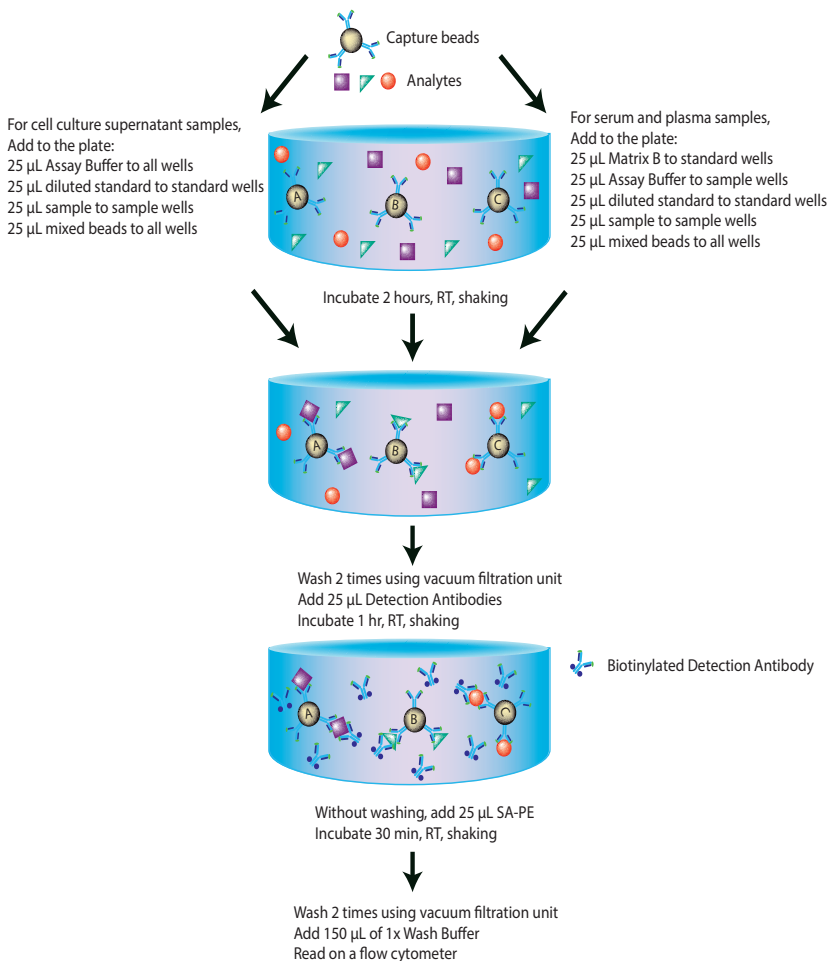 Capture beads
Analytes
For cell culture supernatant samples,
Add to the plate:
25 µL Assay Buffer to all wells
25 µL diluted standard to standard wells
25 µL sample to sample wells
25 µL mixed beads to all wells
For serum and plasma samples,
Add to the plate:
25 µL Matrix B to standard wells
25 µL Assay Buffer to sample wells
25 µL diluted standard to standard wells
25 µL sample to sample wells
25 µL mixed beads to all wells
A
B
C
Incubate 2 hours, RT, shaking
A
B
C
Wash 2 times using vacuum filtration unit
Add 25 µL Detection Antibodies
Incubate 1 hr, RT, shaking
Biotinylated Detection Antibody
A
B
C
Without washing, add 25 µL SA-PE
Incubate 30 min, RT, shaking
Wash 2 times using vacuum filtration unit
Add 150 µL of 1x Wash Buffer
Read on a flow cytometer